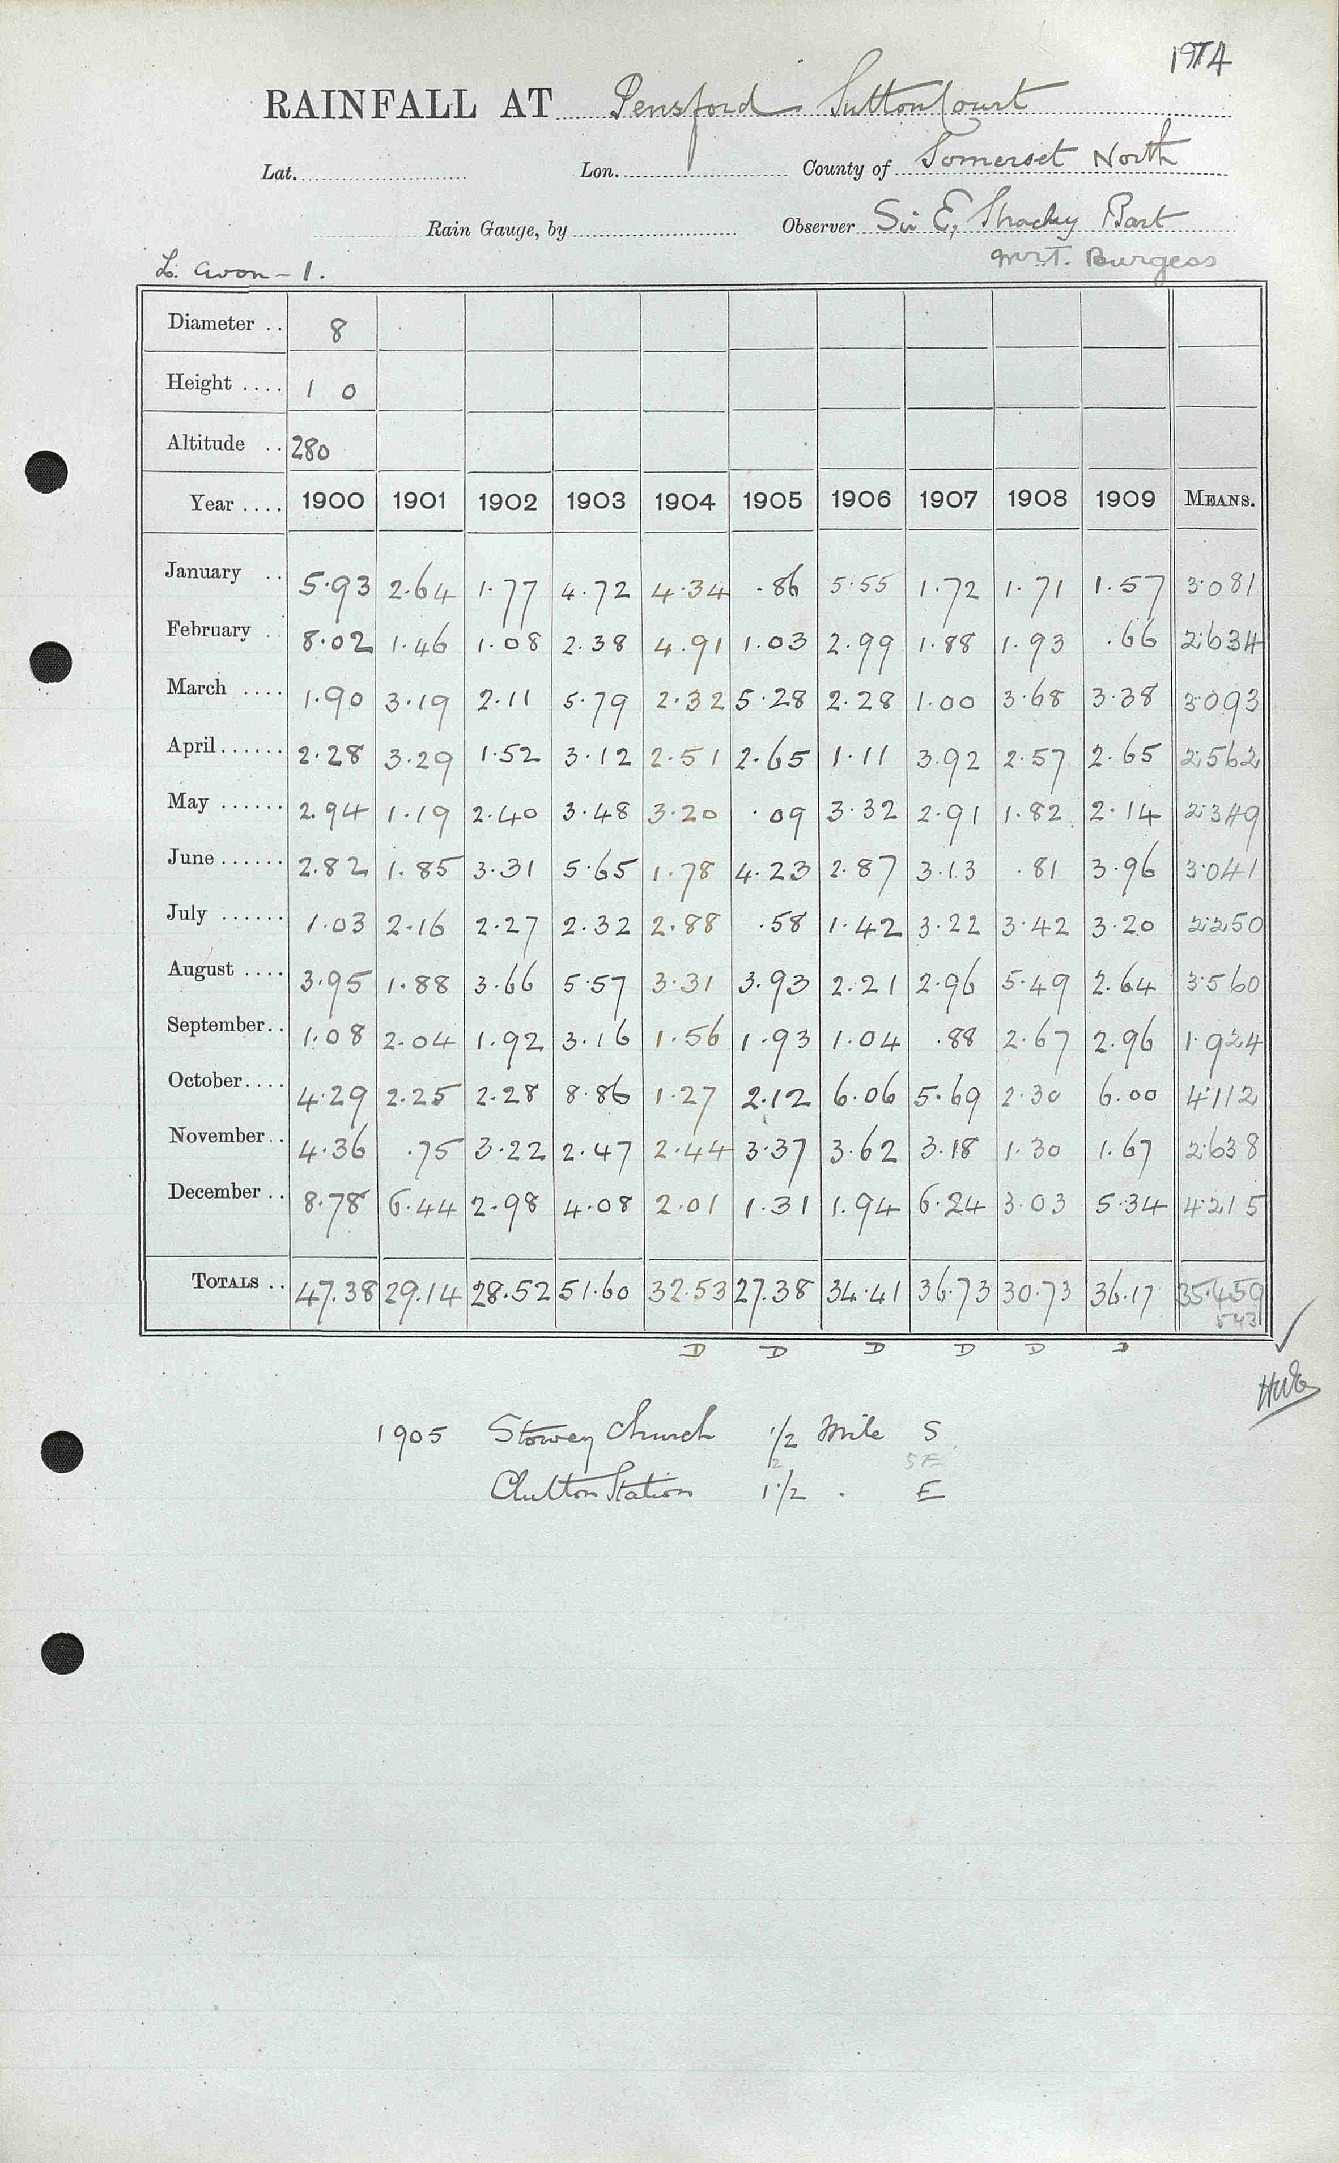 1974
RAINFALL AT Pensford Sutton Court
Lat. Lon. County of Somerset North
Rain Gauge, by Observer Sir E, Strachey Bart
Mr T. Burgess
L. Avon - 1.
Diameter .. 8
Height .... 1 0
Altitude .. 280
Year .... 1900 1901 1902 1903 1904 1905 1906 1907 1908 1909 MEANS.
January .. 5.93 2.64 1.77 4.72 4.34 .86 5.55 1.72 1.71 1.57 3.081
February .. 8.02 1.46 1.08 2.38 4.91 1.03 2.99 1.88 1.93 .66 2.634
March .... 1.90 3.19 2.11 5.79 2.32 5.28 2.28 1.00 3.68 3.38 3.093
April...... 2.28 3.29 1.52 3.12 2.51 2.65 1.11 3.92 2.57 2.65 2.562
May ...... 2.94 1.19 2.40 3.48 3.20 .09 3.32 2.91 1.82 2.14 2.349
June...... 2.82 1.85 3.31 5.65 1.78 4.23 2.87 3.13 .81 3.96 3.041
July ...... 1.03 2.16 2.27 2.32 2.88 .58 1.42 3.22 3.42 3.20 2.250
August .... 3.95 1.88 3.66 5.57 3.31 3.93 2.21 2.96 5.49 2.64 3.560
September.. 1.08 2.04 1.92 3.16 1.56 1.93 1.04 .88 2.67 2.96 1.924
October.... 4.29 2.25 2.28 8.86 1.27 2.12 6.06 5.69 2.30 6.00 4.112
November.. 4.36 .75 3.22 2.47 2.44 3.37 3.62 3.18 1.30 1.67 2.638
December .. 8.78 6.44 2.98 4.08 2.01 1.31 1.94 6.24 3.03 5.34 4.215
TOTALS .. 47.38 29.14 28.52 51.60 32.53 27.38 34.41 36.73 30.73 36.17 35.459
543
D D D D D D
1905 Stowey Church 1/2 Mile S
2 SE
Clutton Station 1 1/2 . E